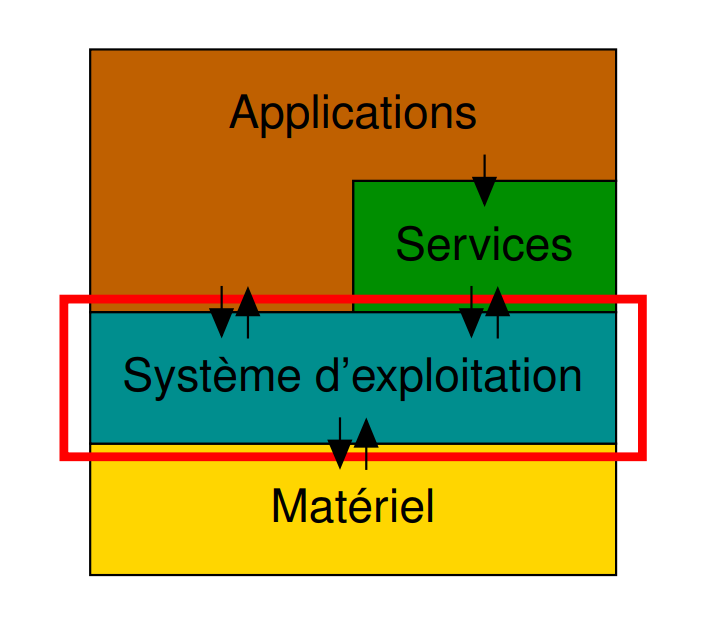 Applications
Services
Système d’exploitation
Matériel